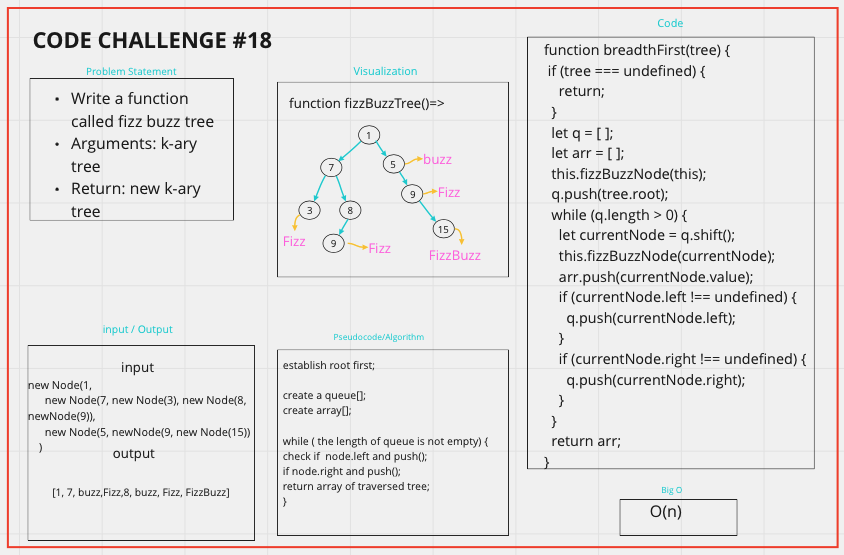 CODE CHALLENGE #18
Problem Statement
• Write a function
called fizz buzz tree
• Arguments: k-ary
tree
• Return: new k-ary
tree
Visualization
function fizzBuzzTree()=>
1
7
5
buzz
9
Fizz
3
8
15
Fizz
9
Fizz
FizzBuzz
input / Output
input
new Node(1,
new Node(7, new Node(3), new Node(8,
newNode(9)),
new Node(5, newNode(9, new Node(15))
)
output
[1, 7, buzz,Fizz,8, buzz, Fizz, FizzBuzz]
Pseudocode/Algorithm
establish root first;
create a queue[];
create array[];
while ( the length of queue is not empty) {
check if node.left and push();
if node.right and push();
return array of traversed tree;
}
Code
function breadthFirst(tree) {
if (tree === undefined) {
return;
}
let q = [ ];
let arr = [ ];
this.fizzBuzzNode(this);
q.push(tree.root);
while (q.length > 0) {
let currentNode = q.shift();
this.fizzBuzzNode(currentNode);
arr.push(currentNode.value);
if (currentNode.left !== undefined) {
q.push(currentNode.left);
}
if (currentNode.right !== undefined) {
q.push(currentNode.right);
}
}
return arr;
}
Big O
O(n)